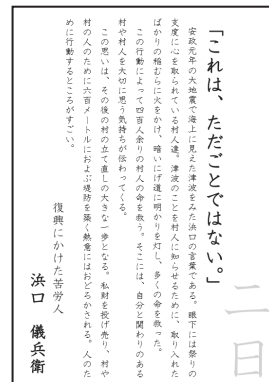 「これは、ただごとではない。」
安政元年の大地震で海上に見えた津波をみた浜口の言葉である。眼下には祭りの
支度に心を取られている村人達。津波のことを村人に知らせるために、取り入れた
ばかりの稲むらに火をかけ、暗いにげ道に明かりを灯し、多くの命を救った。
この行動によって四百人余りの村人の命を救う。そこには、自分と関わりのある
村や村人を大切に思う気持ちが伝わってくる。
この思いは、その後の村の立て直しの大きな一歩となる。私財を投げ売り、村や
村の人のために六百メートルにおよぶ堤防を築く熱意にはおどろかされる。人のた
めに行動するところがすごい。
復興にかけた苦労人
浜口 儀兵衛
二日